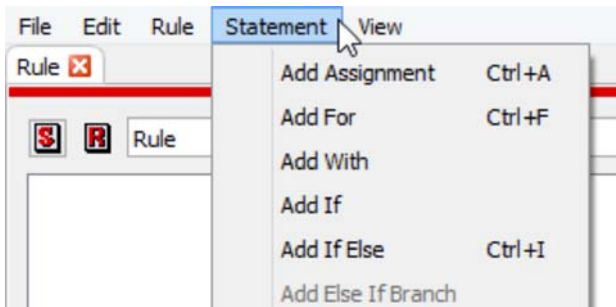 File Edit Rule Statement View
Rule
S R Rule
Add Assignment Ctrl+A
Add For Ctrl+F
Add With
Add If
Add If Else Ctrl+I
Add Else If Branch